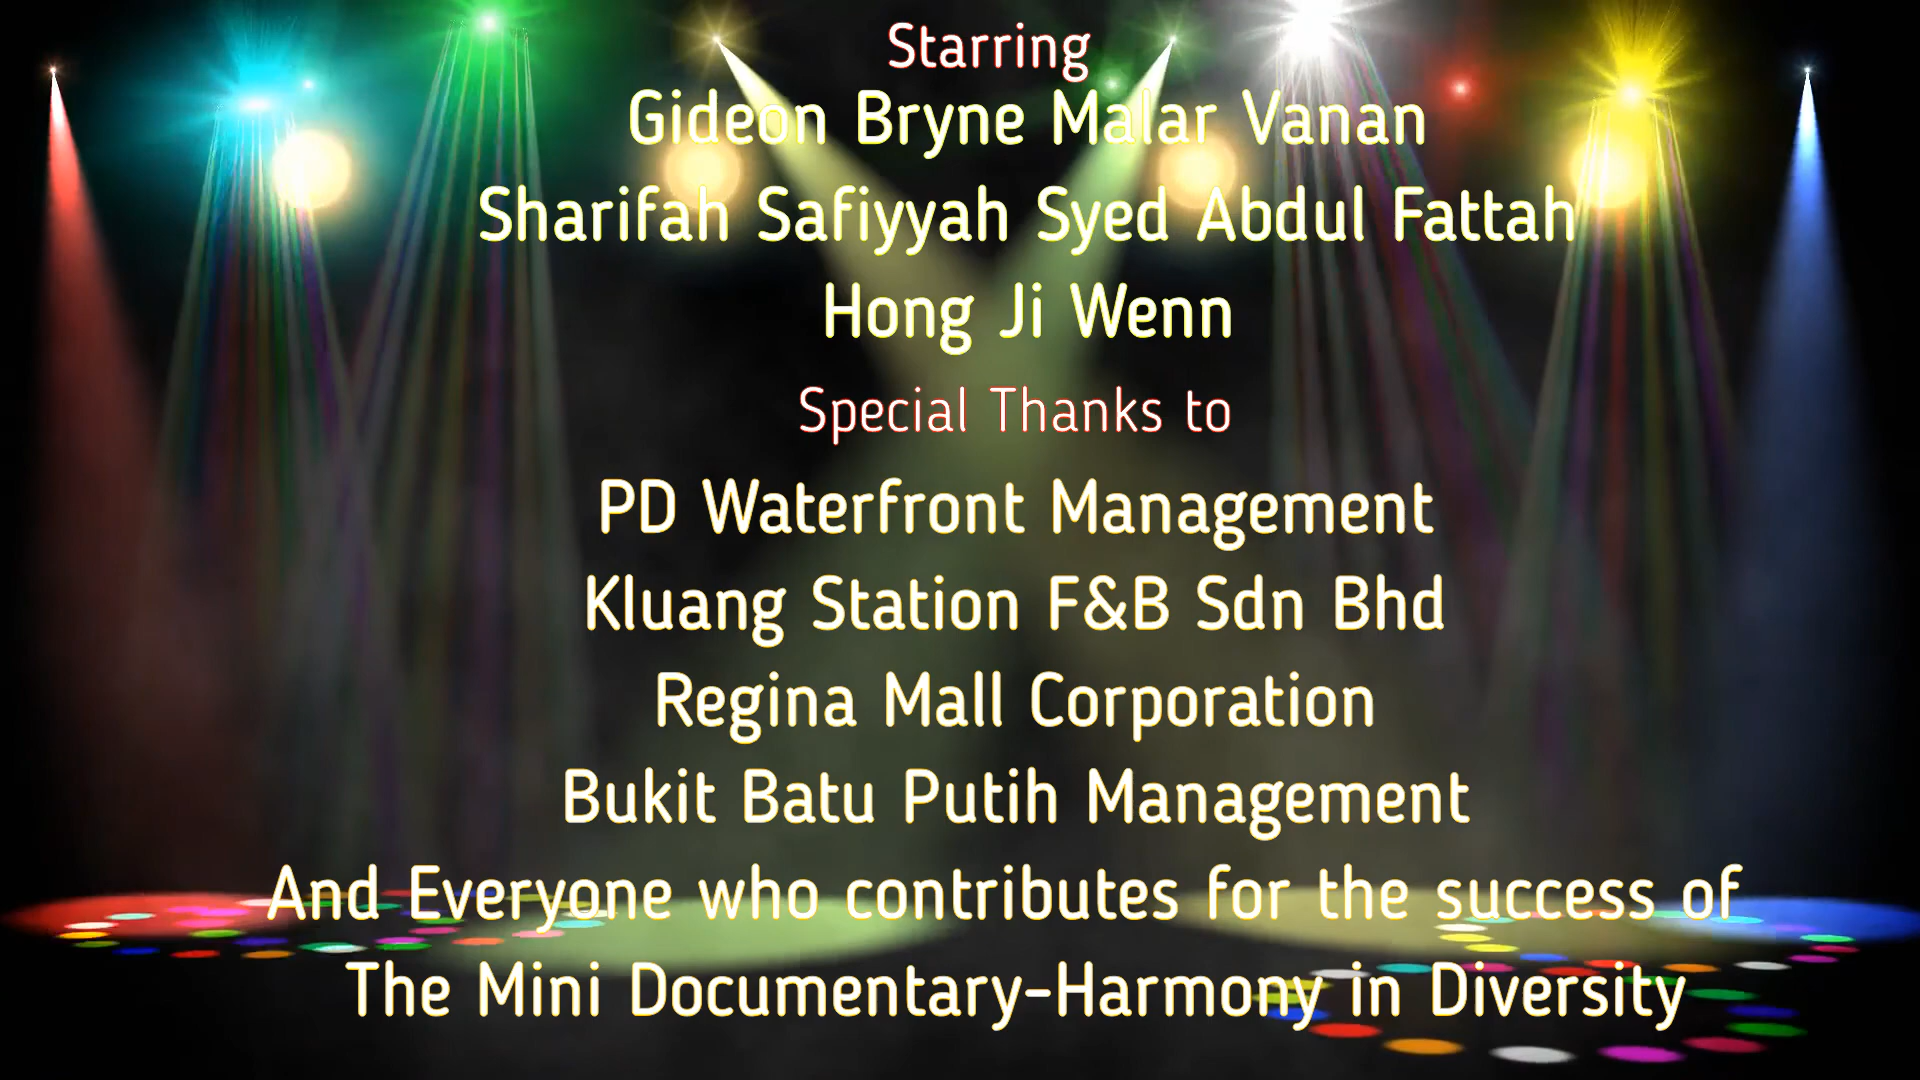 Starring
Gideon Bryne Malar Vanan
Sharifah Safiyyah Syed Abdul Fattah
Hong Ji Wenn
Special Thanks to
PD Waterfront Management
Kluang Station F&B Sdn Bhd
Regina Mall Corporation
Bukit Batu Putih Management
And Everyone who contributes for the success of
The Mini Documentary-Harmony in Diversity